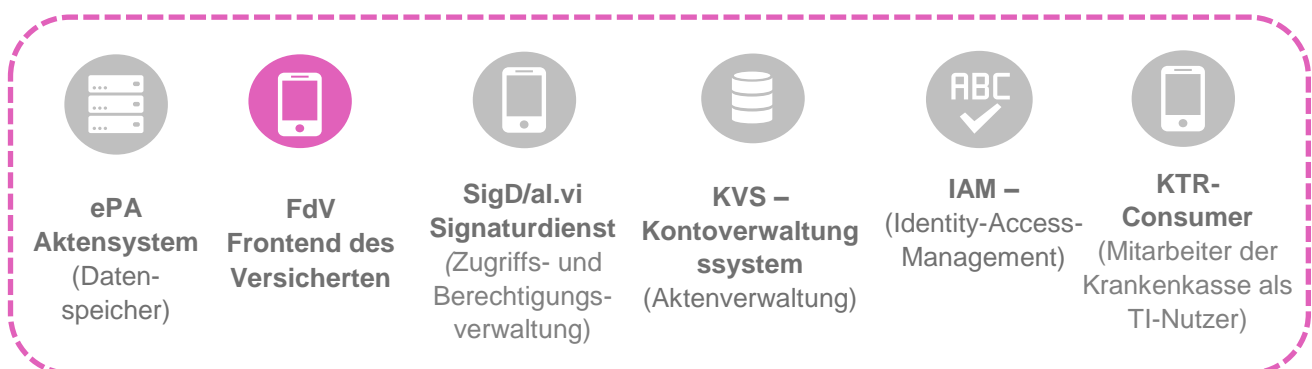 ABC
ePA
Aktensystem
(Daten-
speicher)
FdV
Frontend des
Versicherten
SigD/al.vi
Signaturdienst
(Zugriffs- und
Berechtigungs-
verwaltung)
KVS –
Kontoverwaltung
ssystem
(Aktenverwaltung)
IAM –
(Identity-Access-
Management)
KTR-
Consumer
(Mitarbeiter der
Krankenkasse als
TI-Nutzer)